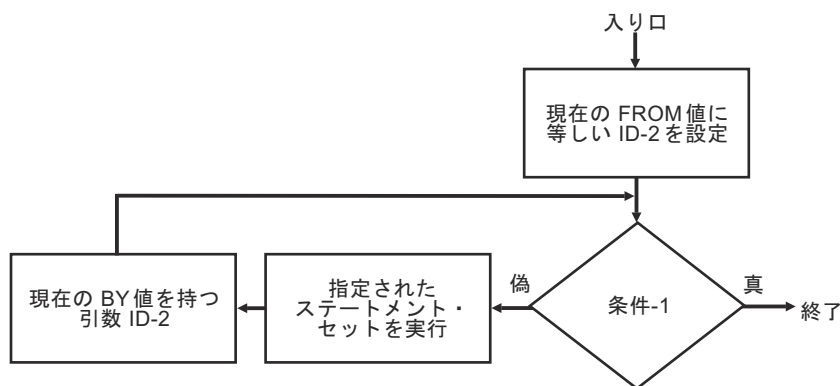 入り口
現在の FROM 値に
等しい ID-2 を設定
現在の BY 値を持つ
引数 ID-2
指定された
ステートメント・
セットを実行
偽
条件-1
真
終了